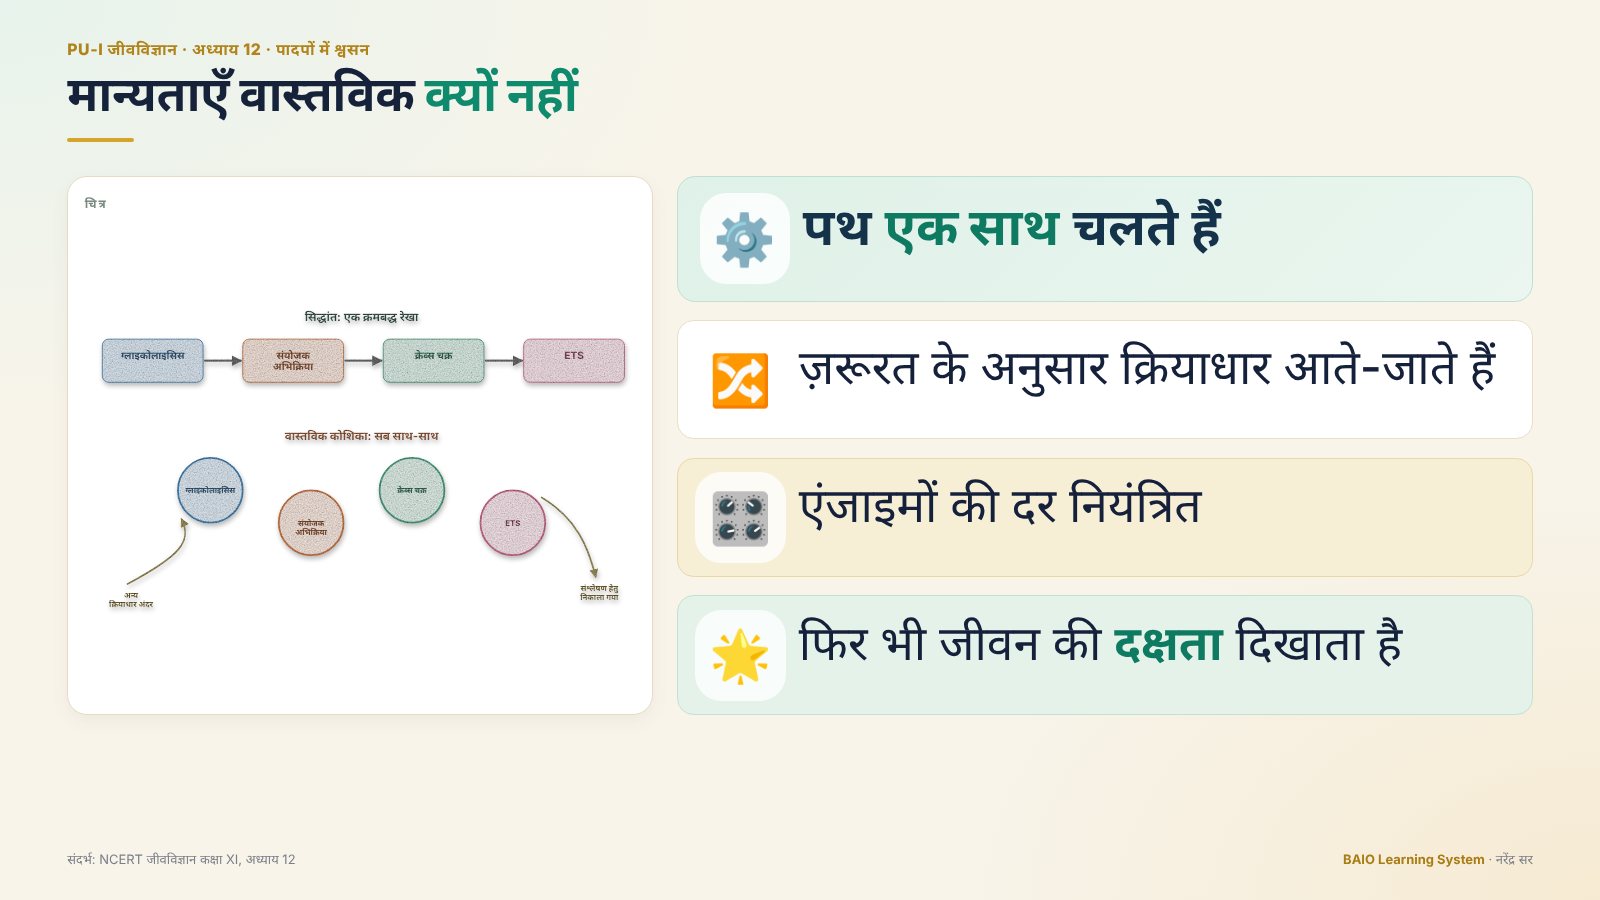 PU-I जीवविज्ञान · अध्याय 12 · पादपों में श्वसन
मान्यताएँ वास्तविक क्यों नहीं
चित्र
सिद्धांत: एक क्रमबद्ध रेखा
ग्लाइकोलाइसिस
संयोजक
अभिक्रिया
क्रेब्स चक्र
ETS
वास्तविक कोशिका: सब साथ-साथ
ग्लाइकोलाइसिस
संयोजक
अभिक्रिया
क्रेब्स चक्र
ETS
अन्य
क्रियाधार अंदर
संश्लेषण हेतु
निकाला गया
पथ एक साथ चलते हैं
ज़रूरत के अनुसार क्रियाधार आते-जाते हैं
एंजाइमों की दर नियंत्रित
फिर भी जीवन की दक्षता दिखाता है
संदर्भ: NCERT जीवविज्ञान कक्षा XI, अध्याय 12
BAIO Learning System · नरेंद्र सर